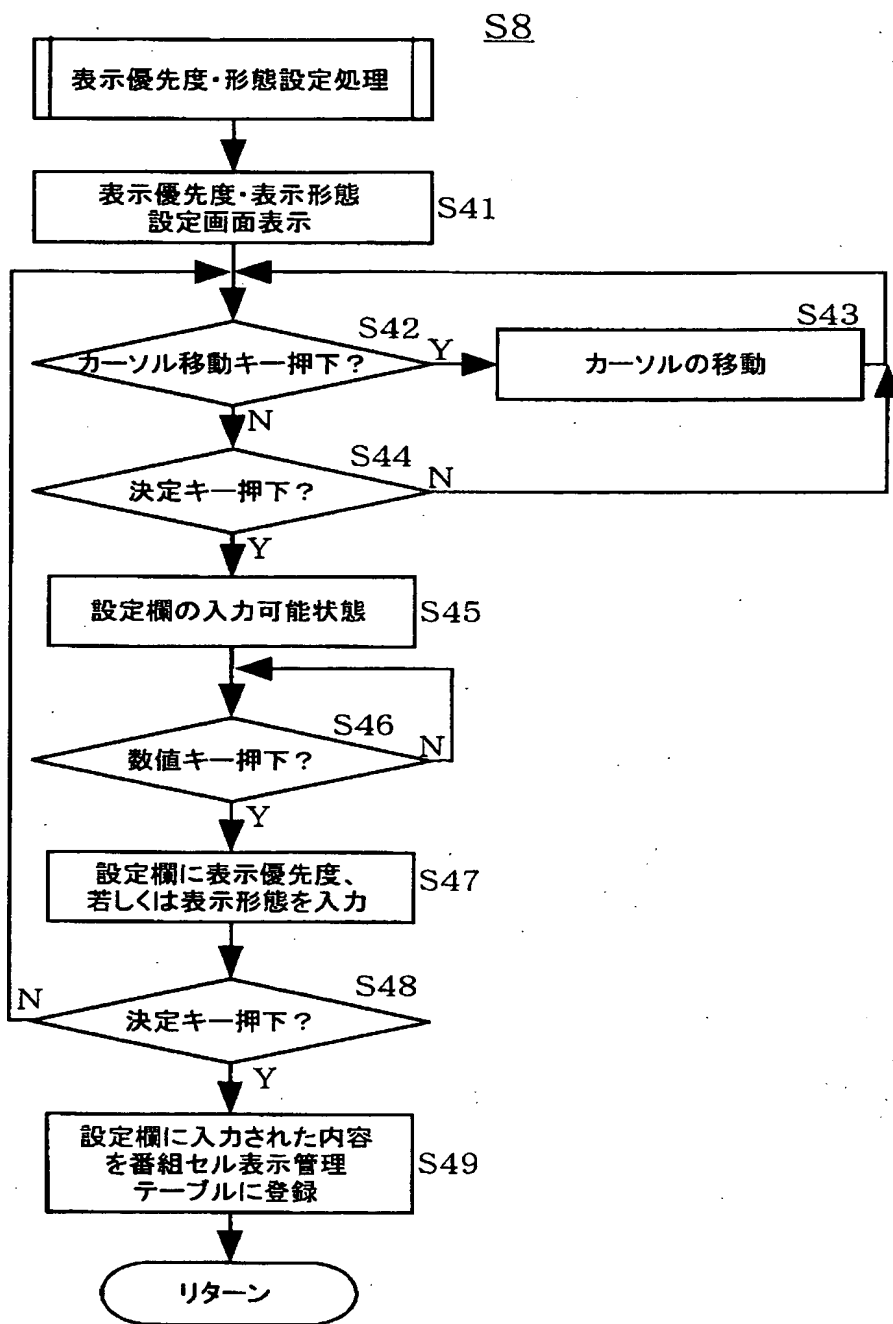 S8
表示優先度・形態設定処理
表示優先度・表示形態
設定画面表示
S41
S42
カーソル移動キー押下？
Y
S43
カーソルの移動
N
S44
決定キー押下？
N
Y
設定欄の入力可能状態
S45
S46
数値キー押下？
N
Y
設定欄に表示優先度、
若しくは表示形態を入力
S47
S48
N
決定キー押下？
Y
設定欄に入力された内容
を番組セル表示管理
テーブルに登録
S49
リターン